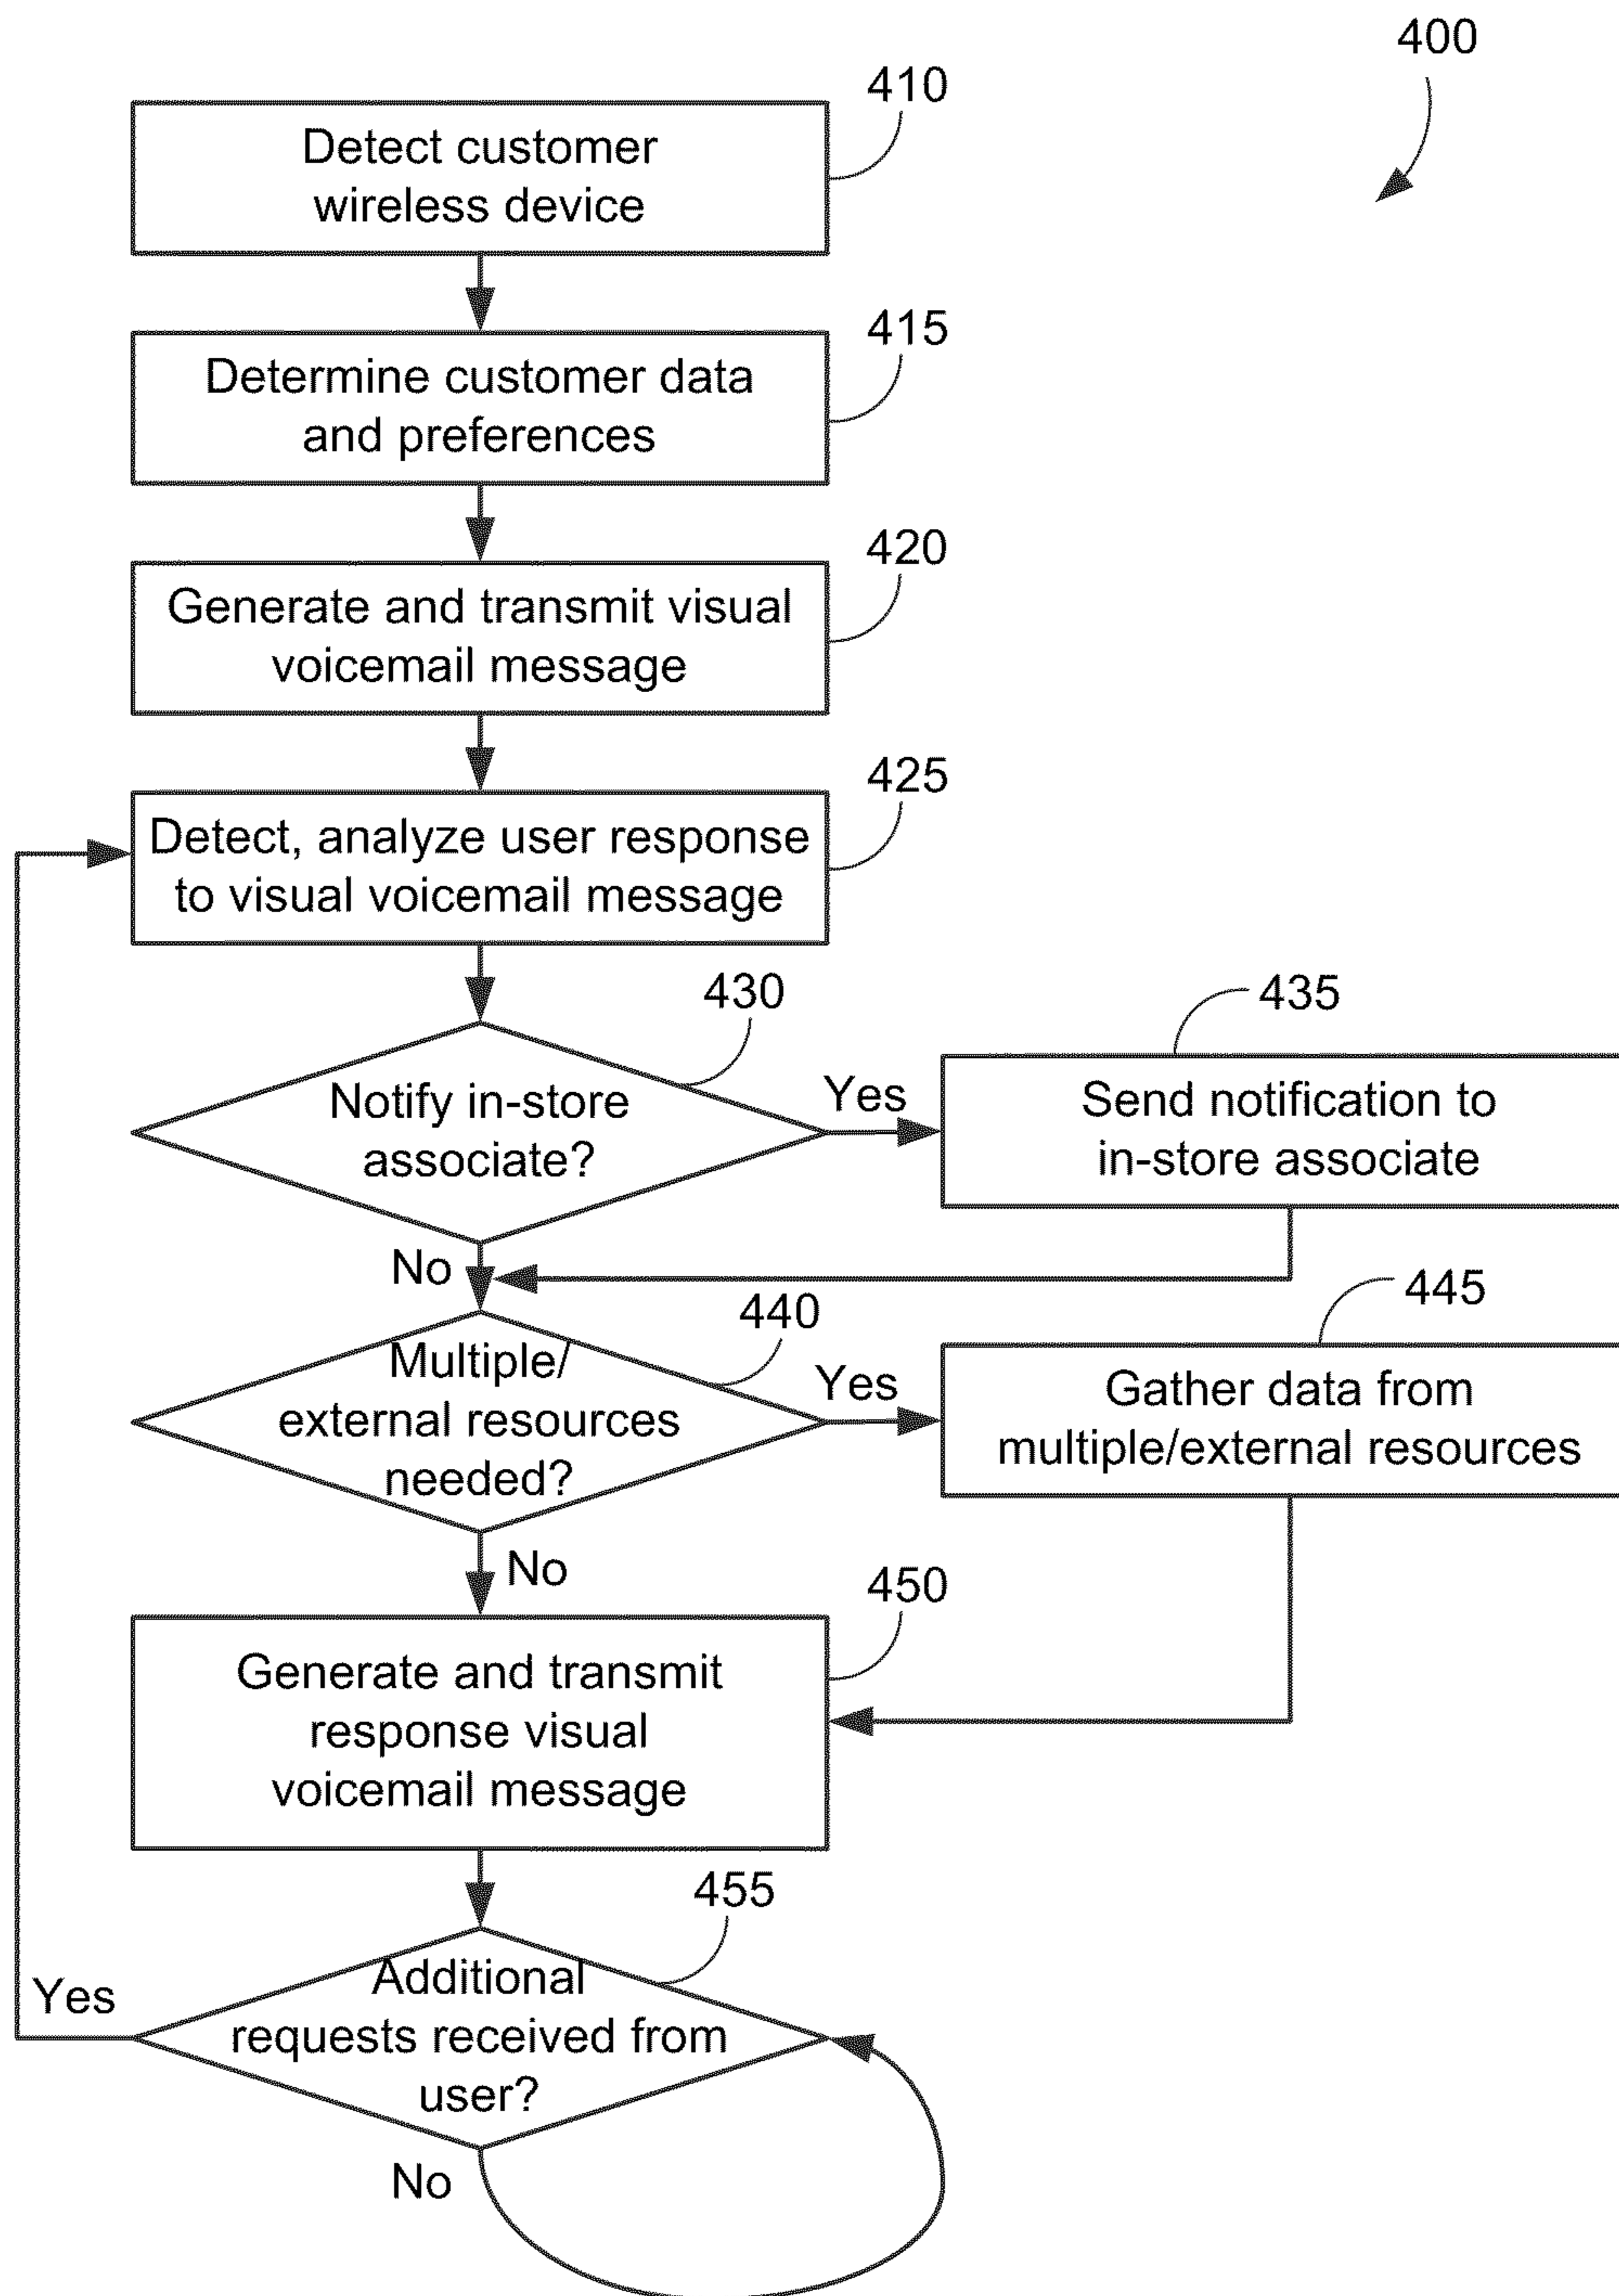 400
410
Detect customer
wireless device
415
Determine customer data
and preferences
420
Generate and transmit visual
voicemail message
425
Detect, analyze user response
to visual voicemail message
430
Notify in-store
associate?
Yes
435
Send notification to
in-store associate
No
440
Multiple/
external resources
needed?
Yes
445
Gather data from
multiple/external resources
No
450
Generate and transmit
response visual
voicemail message
455
Additional
requests received from
user?
Yes
No